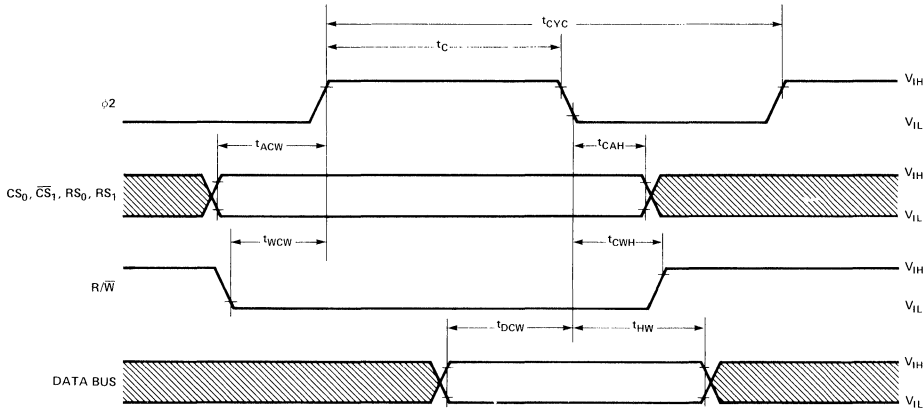 tCYC
tC
φ2
VIH
VIL
tACW
tCAH
CS0, C̅S̅1, RS0, RS1
VIH
VIL
tWCW
tCWH
R/W̅
VIH
VIL
tDCW
tHW
DATA BUS
VIH
VIL